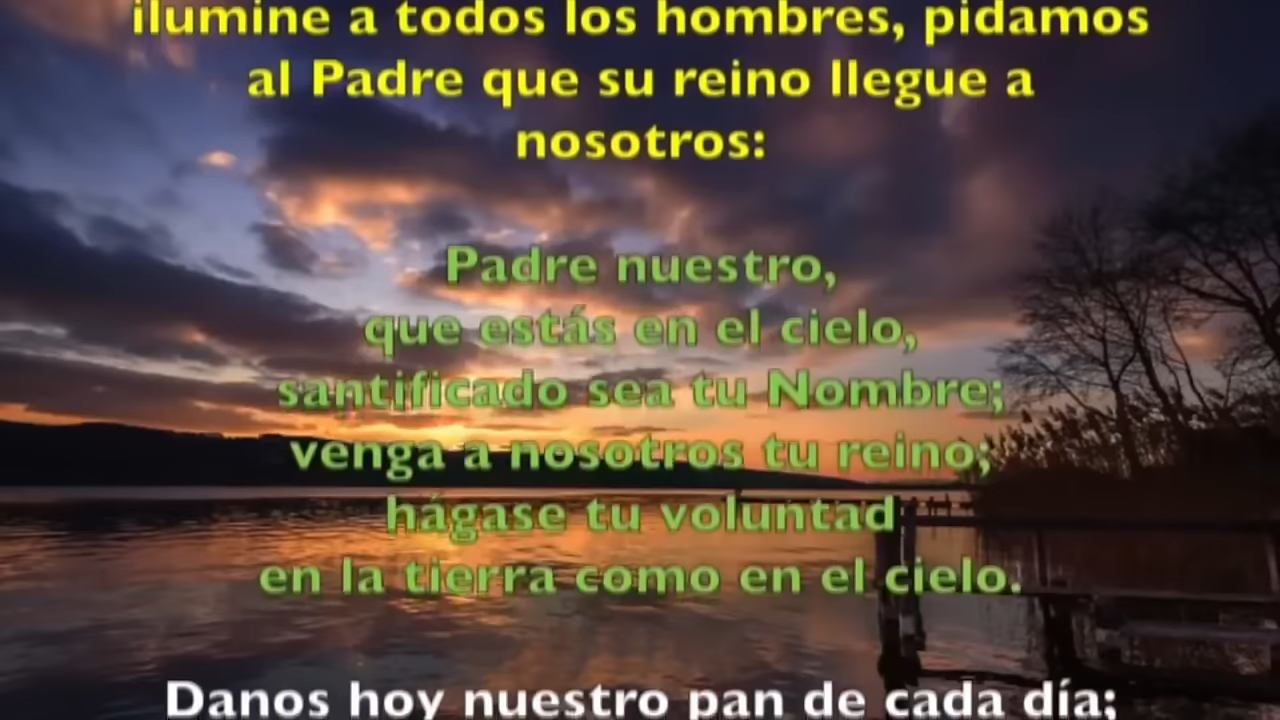 ilumine a todos los hombres, pidamos
al Padre que su reino llegue a
nosotros:
Padre nuestro,
que estás en el cielo,
santificado sea tu Nombre;
venga a nosotros tu reino;
hágase tu voluntad
en la tierra como en el cielo.
Danos hoy nuestro pan de cada día;